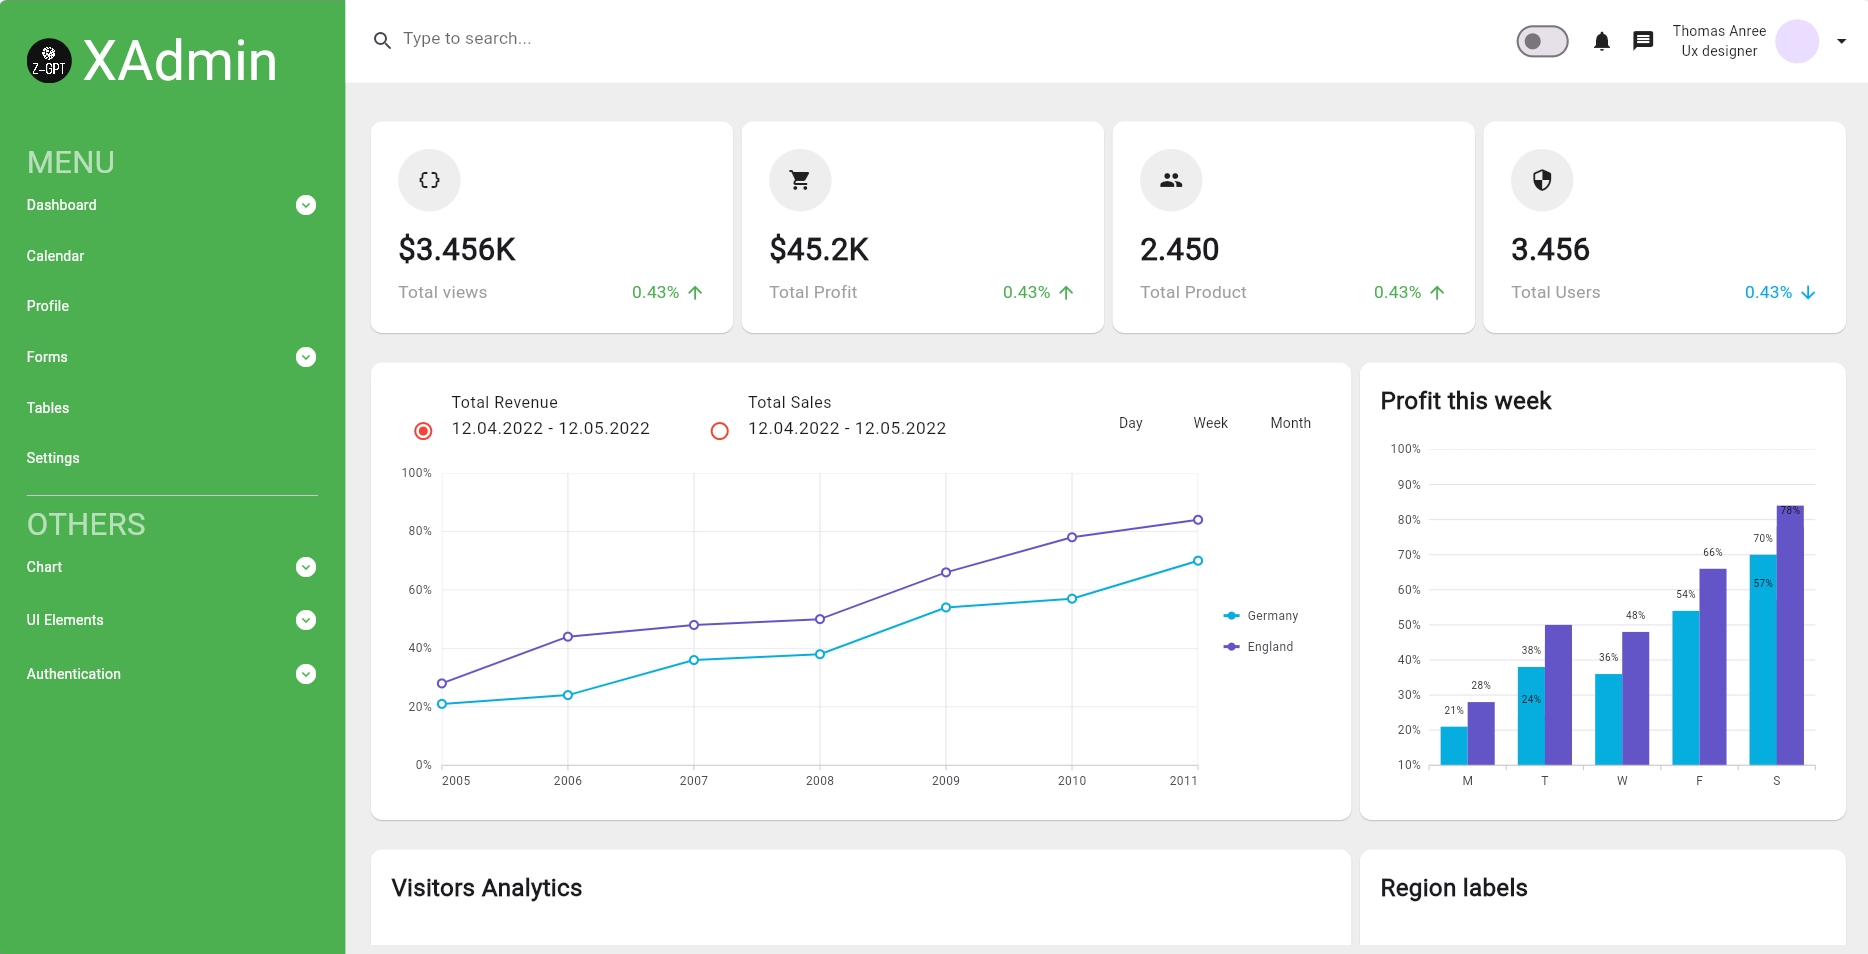 Z-GPT
XAdmin
MENU
Dashboard
Calendar
Profile
Forms
Tables
Settings
OTHERS
Chart
UI Elements
Authentication
Type to search...
Thomas Anree
Ux designer
$3.456K
Total views
0.43%
$45.2K
Total Profit
0.43%
2.450
Total Product
0.43%
3.456
Total Users
0.43%
Total Revenue
12.04.2022 - 12.05.2022
Total Sales
12.04.2022 - 12.05.2022
Day
Week
Month
100%
80%
60%
40%
20%
0%
2005
2006
2007
2008
2009
2010
2011
Germany
England
Profit this week
100%
90%
80%
70%
60%
50%
40%
30%
20%
10%
21%
28%
38%
24%
36%
48%
54%
66%
70%
57%
78%
M
T
W
F
S
Visitors Analytics
Region labels